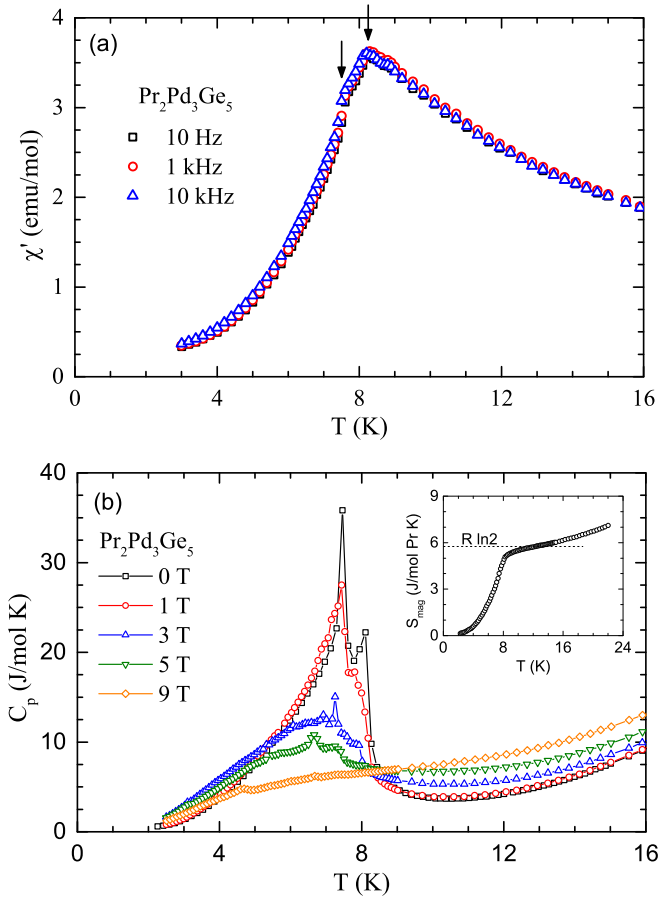 (a)
Pr₂Pd₃Ge₅
10 Hz
1 kHz
10 kHz
χ' (emu/mol)
4
3
2
1
0
0 4 8 12 16
T (K)
(b)
Pr₂Pd₃Ge₅
0 T
1 T
3 T
5 T
9 T
Cₚ (J/mol K)
40
30
20
10
0
0 4 8 12 16
T (K)
R ln2
S_mag (J/mol Pr K)
9
6
3
0
0 8 16 24
T (K)